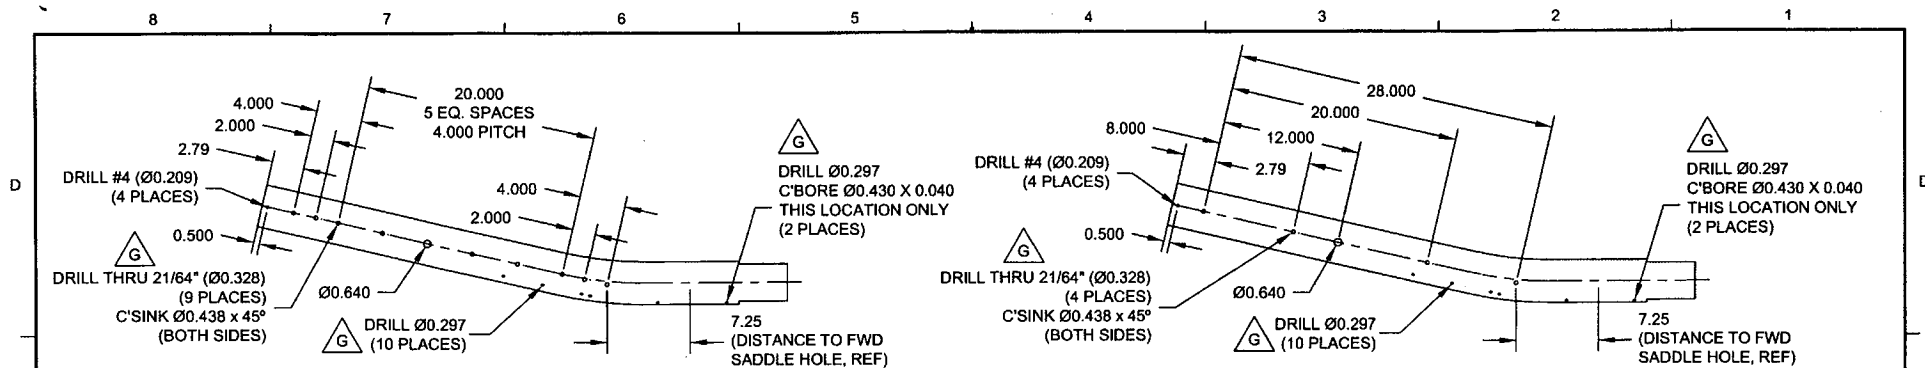 8 7 6 5 4 3 2 1
D
20.000
5 EQ. SPACES
4.000 PITCH
4.000
2.000
2.79
DRILL #4 (Ø0.209)
(4 PLACES)
0.500
G
DRILL THRU 21/64" (Ø0.328)
(9 PLACES)
C'SINK Ø0.438 x 45°
(BOTH SIDES)
Ø0.640
G
DRILL Ø0.297
(10 PLACES)
4.000
2.000
G
DRILL Ø0.297
C'BORE Ø0.430 X 0.040
THIS LOCATION ONLY
(2 PLACES)
7.25
(DISTANCE TO FWD
SADDLE HOLE, REF)
28.000
20.000
12.000
8.000
2.79
DRILL #4 (Ø0.209)
(4 PLACES)
0.500
G
DRILL THRU 21/64" (Ø0.328)
(4 PLACES)
C'SINK Ø0.438 x 45°
(BOTH SIDES)
Ø0.640
G
DRILL Ø0.297
(10 PLACES)
G
DRILL Ø0.297
C'BORE Ø0.430 X 0.040
THIS LOCATION ONLY
(2 PLACES)
7.25
(DISTANCE TO FWD
SADDLE HOLE, REF)